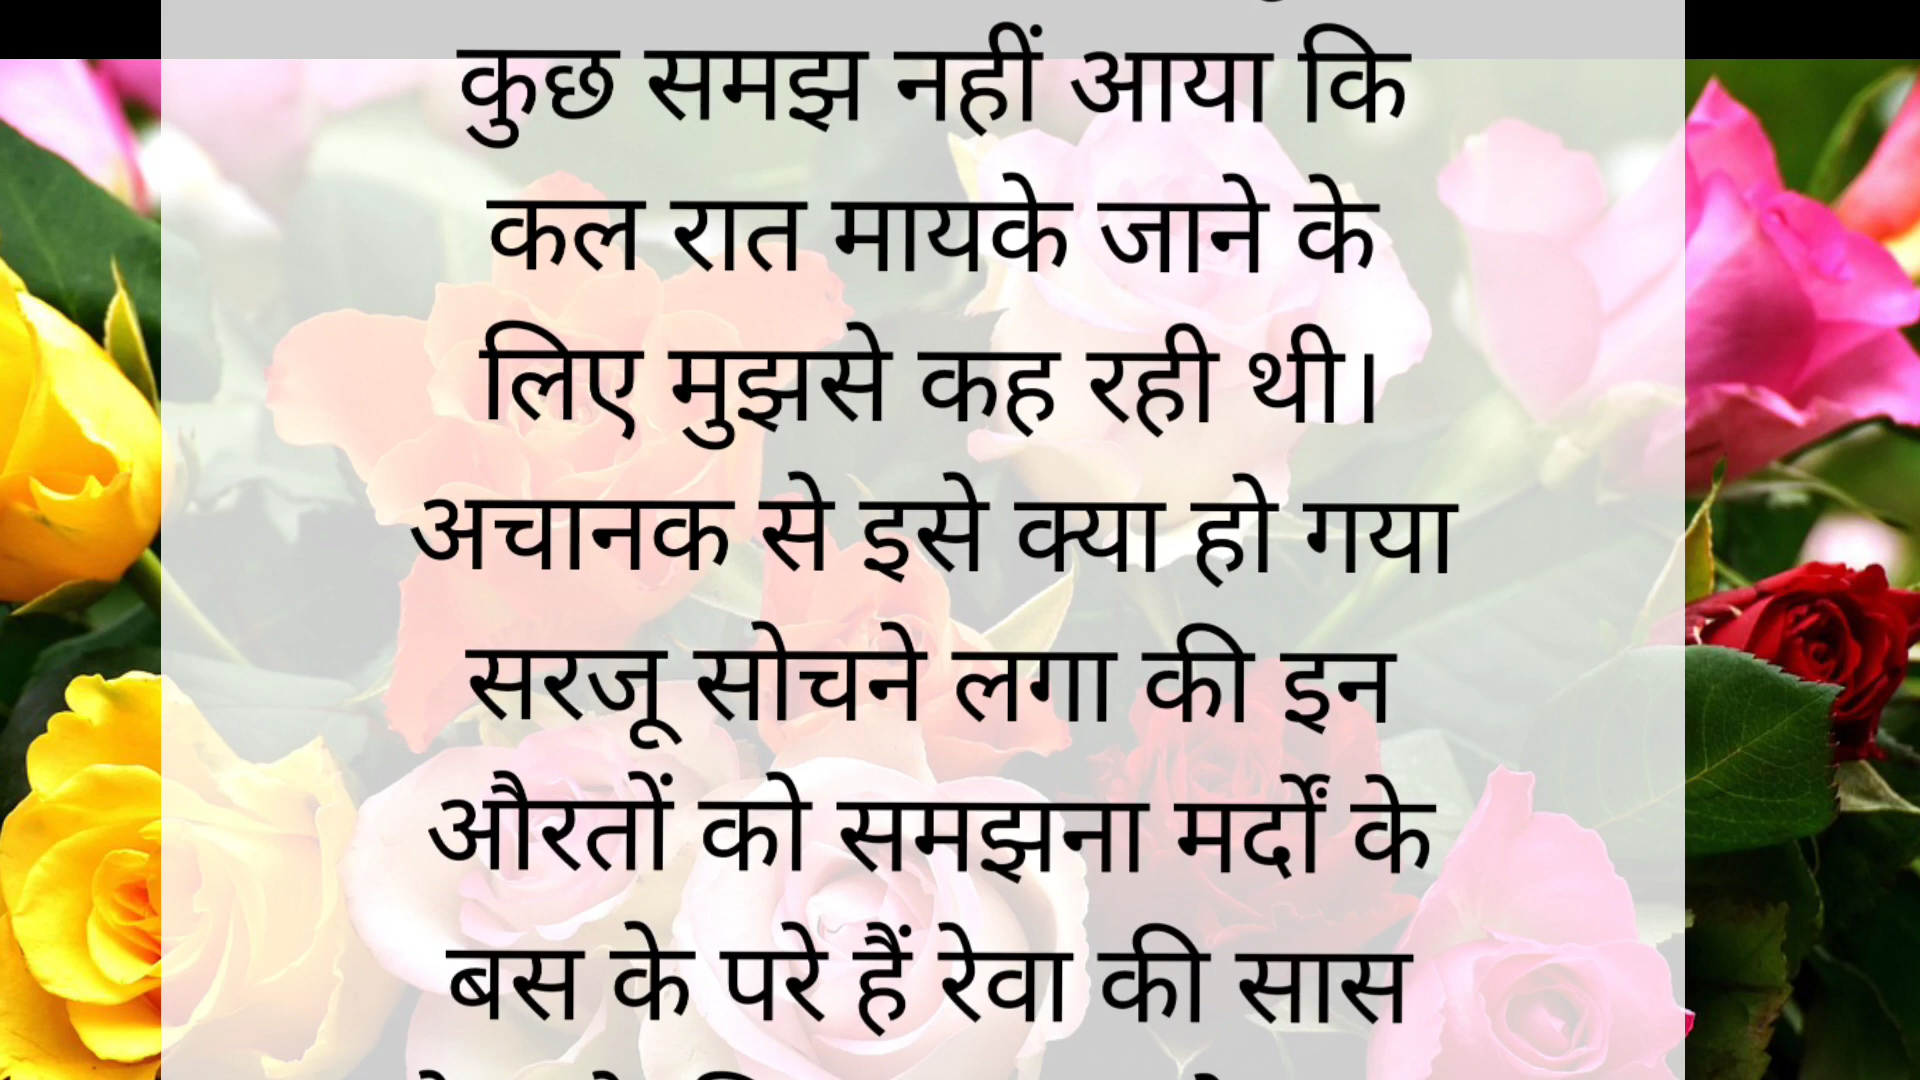 कुछ समझ नहीं आया कि
कल रात मायके जाने के
लिए मुझसे कह रही थी।
अचानक से इसे क्या हो गया
सरजू सोचने लगा की इन
औरतों को समझना मर्दों के
बस के परे हैं रेवा की सास